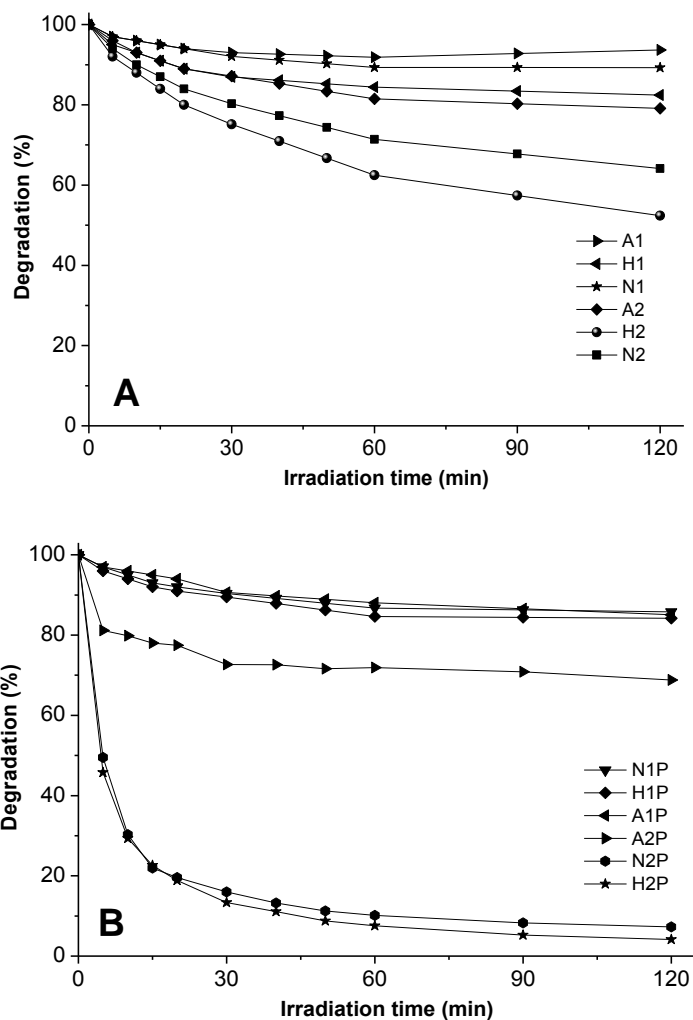 100
80
60
40
20
0
Degradation (%)
A1
H1
N1
A2
H2
N2
A
0 30 60 90 120
Irradiation time (min)
100
80
60
40
20
0
Degradation (%)
N1P
H1P
A1P
A2P
N2P
H2P
B
0 30 60 90 120
Irradiation time (min)